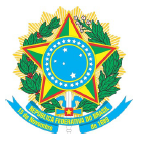 REPÚBLICA FEDERATIVA DO BRASIL
15 de Novembro
de 1889